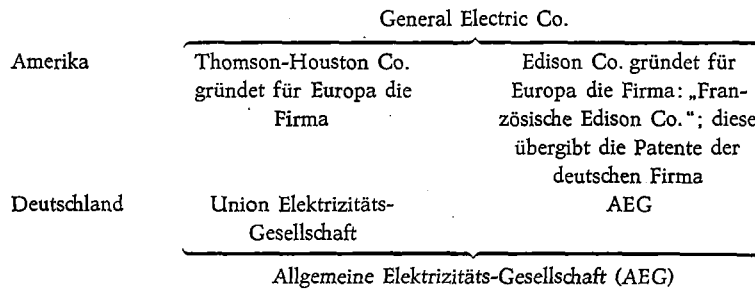 General Electric Co.
Amerika
Thomson-Houston Co.
gründet für Europa die
Firma
Edison Co. gründet für
Europa die Firma: „Fran-
zösische Edison Co.“; diese
übergibt die Patente der
deutschen Firma
Deutschland
Union Elektrizitäts-
Gesellschaft
AEG
Allgemeine Elektrizitäts-Gesellschaft (AEG)